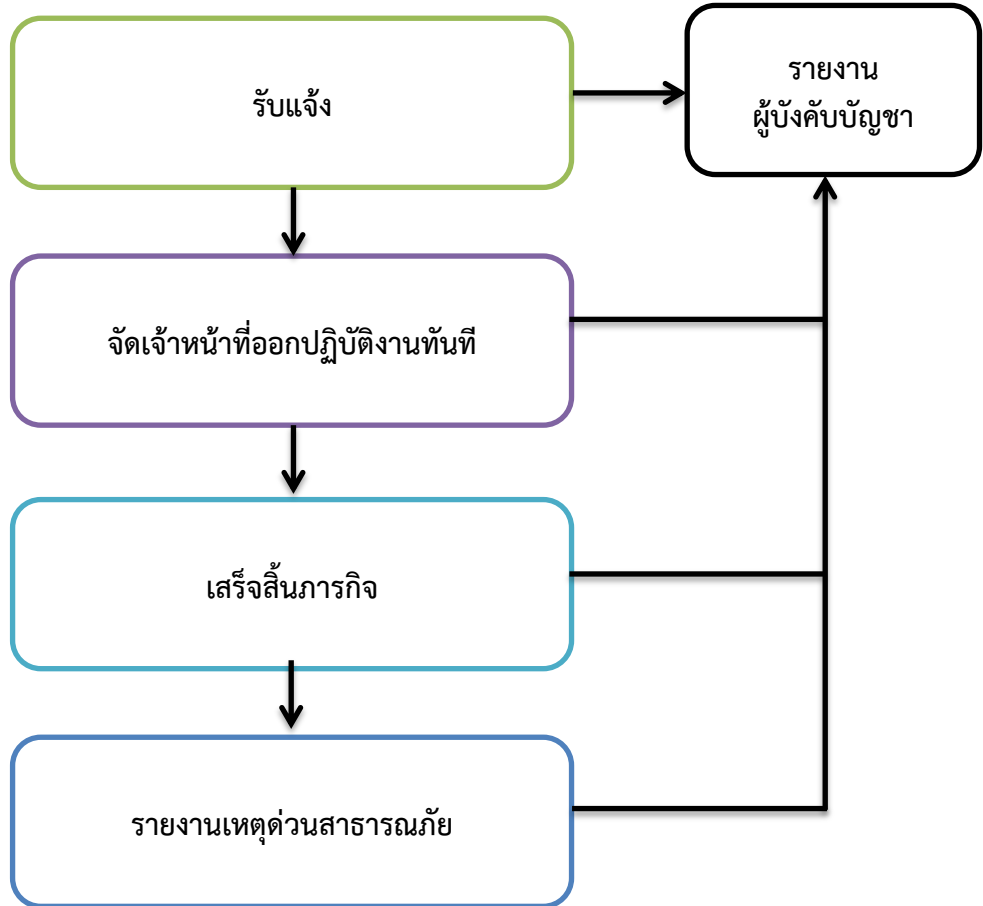 รับแจ้ง
รายงาน
ผู้บังคับบัญชา
จัดเจ้าหน้าที่ออกปฏิบัติงานทันที
เสร็จสิ้นภารกิจ
รายงานเหตุด่วนสาธารณภัย